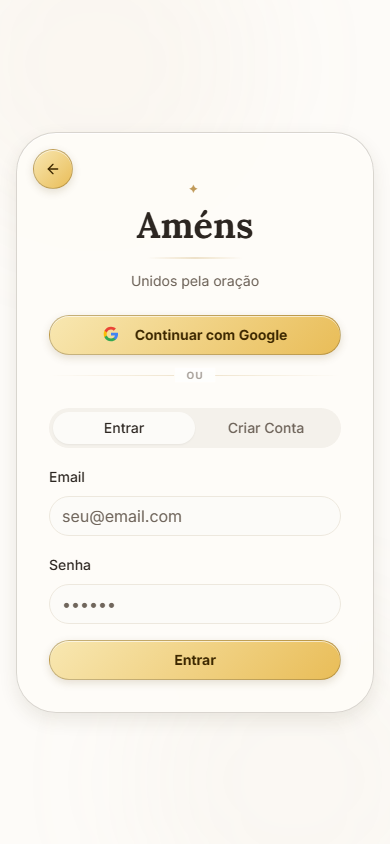 Améns
Unidos pela oração
Continuar com Google
OU
Entrar
Criar Conta
Email
seu@email.com
Senha
••••••
Entrar